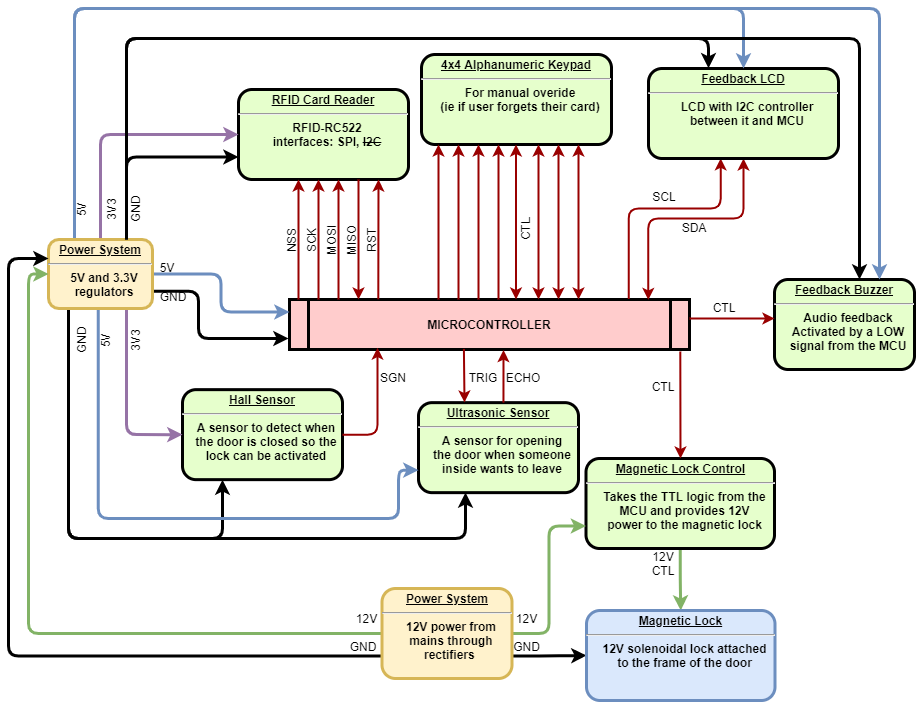 4x4 Alphanumeric Keypad
For manual overide
(ie if user forgets their card)
Feedback LCD
LCD with I2C controller
between it and MCU
RFID Card Reader
RFID-RC522
interfaces: SPI, I2C
5V
3V3
GND
NSS
SCK
MOSI
MISO
RST
CTL
SCL
SDA
Power System
5V and 3.3V
regulators
5V
GND
Feedback Buzzer
Audio feedback
Activated by a LOW
signal from the MCU
CTL
MICROCONTROLLER
GND
5V
3V3
SGN
TRIG
ECHO
CTL
Hall Sensor
A sensor to detect when
the door is closed so the
lock can be activated
Ultrasonic Sensor
A sensor for opening
the door when someone
inside wants to leave
Magnetic Lock Control
Takes the TTL logic from the
MCU and provides 12V
power to the magnetic lock
12V
CTL
Power System
12V power from
mains through
rectifiers
12V
GND
12V
GND
Magnetic Lock
12V solenoidal lock attached
to the frame of the door